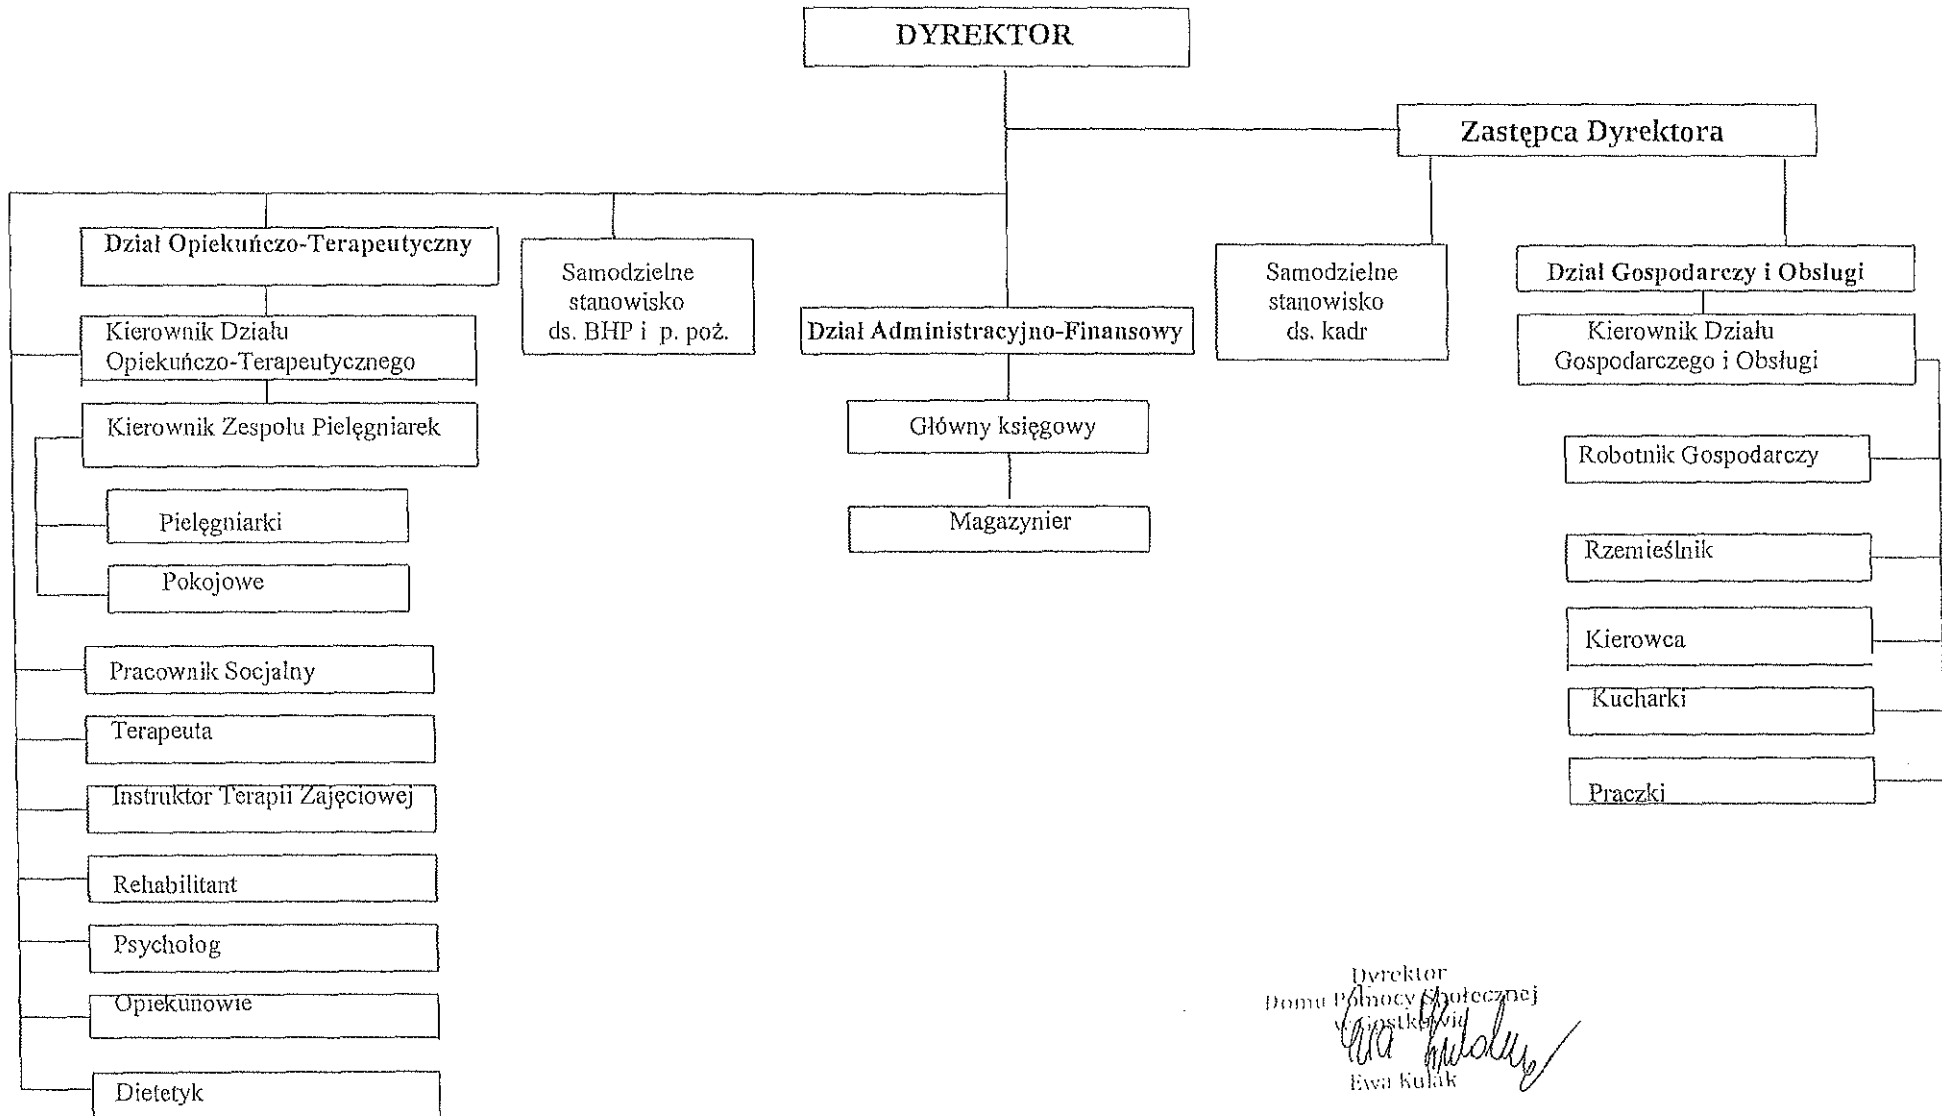 DYREKTOR
Zastępca Dyrektora
Dział Opiekuńczo-Terapeutyczny
Samodzielne
stanowisko
ds. BHP i p. poż.
Dział Administracyjno-Finansowy
Samodzielne
stanowisko
ds. kadr
Dział Gospodarczy i Obsługi
Kierownik Działu
Opiekuńczo-Terapeutycznego
Kierownik Działu
Gospodarczego i Obsługi
Kierownik Zespołu Pielęgniarek
Główny księgowy
Robotnik Gospodarczy
Pielęgniarki
Magazynier
Rzemieślnik
Pokojowe
Kierowca
Pracownik Socjalny
Kucharki
Terapeuta
Praczki
Instruktor Terapii Zajęciowej
Rehabilitant
Psycholog
Opiekunowie
Dietetyk
Dyrektor
Domu Pomocy Społecznej
Ewa Kulak